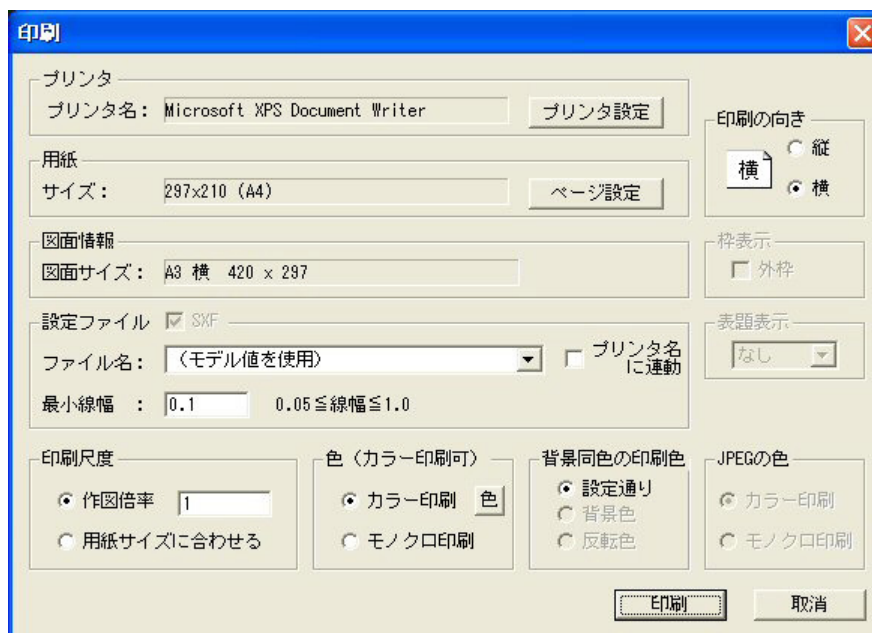 印刷
プリンタ
プリンタ名： Microsoft XPS Document Writer プリンタ設定
印刷の向き
縦
横
横
用紙
サイズ： 297x210 (A4) ページ設定
図面情報
図面サイズ： A3 横 420 x 297
枠表示
外枠
設定ファイル SXF
ファイル名： （モデル値を使用） プリンタ名
に連動
最小線幅 ： 0.1 0.05≦線幅≦1.0
表題表示
なし
印刷尺度
作図倍率 1
用紙サイズに合わせる
色（カラー印刷可）
カラー印刷 色
モノクロ印刷
背景同色の印刷色
設定通り
背景色
反転色
JPEGの色
カラー印刷
モノクロ印刷
印刷 取消